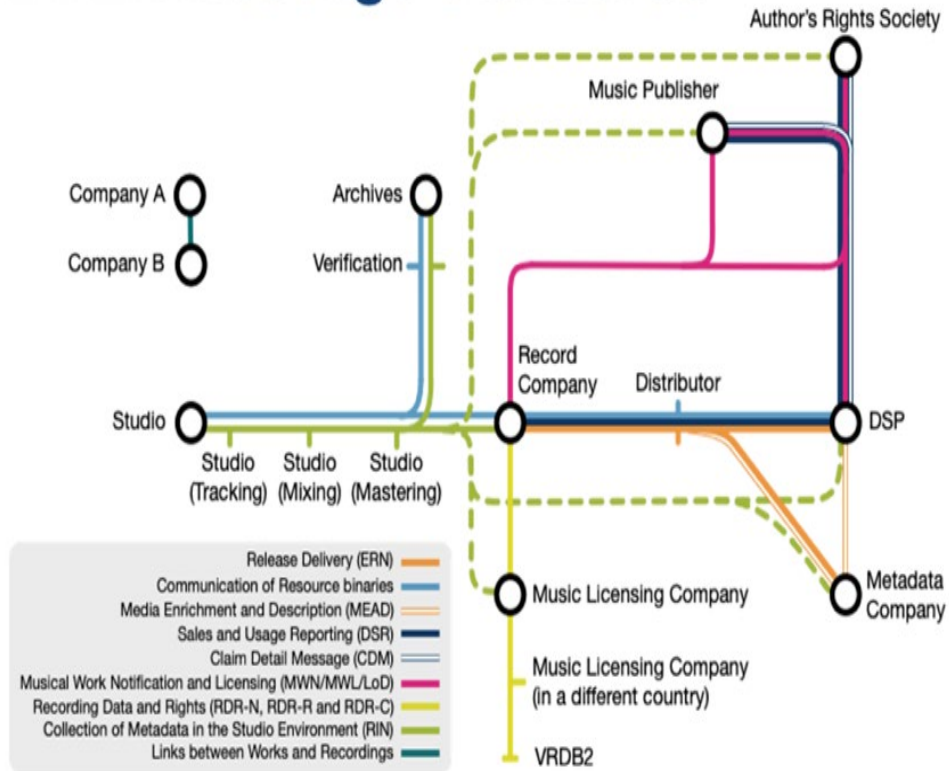 Author's Rights Society
Music Publisher
Company A
Archives
Company B
Verification
Record
Company
Distributor
Studio
DSP
Studio
(Tracking)
Studio
(Mixing)
Studio
(Mastering)
Release Delivery (ERN)
Communication of Resource binaries
Media Enrichment and Description (MEAD)
Sales and Usage Reporting (DSR)
Claim Detail Message (CDM)
Musical Work Notification and Licensing (MWN/MWL/LoD)
Recording Data and Rights (RDR-N, RDR-R and RDR-C)
Collection of Metadata in the Studio Environment (RIN)
Links between Works and Recordings
Music Licensing Company
Metadata
Company
Music Licensing Company
(in a different country)
VRDB2